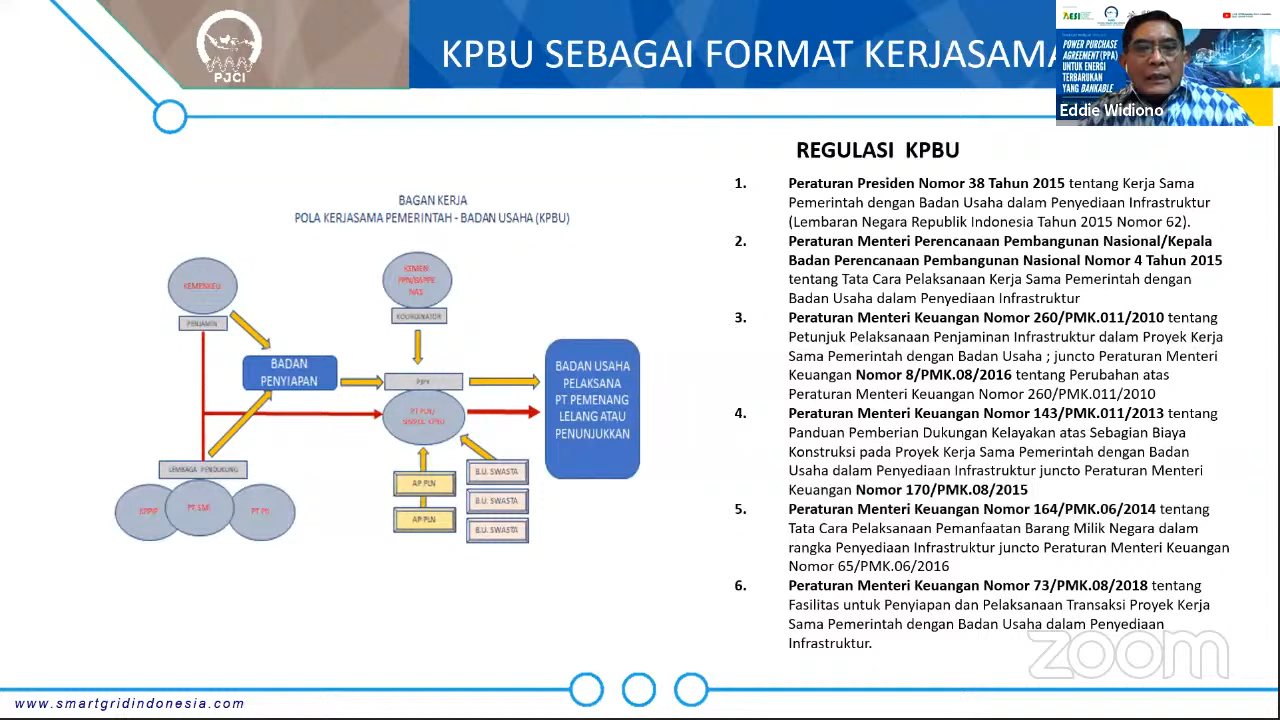 PJCI
KPBU SEBAGAI FORMAT KERJASAMA
AESI
POWER PURCHASE
AGREEMENT (PPA)
UNTUK ENERGI
TERBARUKAN
YANG BANKABLE
Eddie Widiono
BAGAN KERJA
POLA KERJASAMA PEMERINTAH - BADAN USAHA (KPBU)
KEMENKEU
PENJAMIN
KEMEN
PPN/BAPPE
NAS
KOORDINATOR
BADAN
PENYIAPAN
PJPK
PT PLN/
SIMPUL KPBU
BADAN USAHA
PELAKSANA
PT PEMENANG
LELANG ATAU
PENUNJUKKAN
LEMBAGA PENDUKUNG
KPPIP
PT SMI
PT PII
AP PLN
AP PLN
B.U. SWASTA
B.U. SWASTA
B.U. SWASTA
REGULASI KPBU
1. Peraturan Presiden Nomor 38 Tahun 2015 tentang Kerja Sama
Pemerintah dengan Badan Usaha dalam Penyediaan Infrastruktur
(Lembaran Negara Republik Indonesia Tahun 2015 Nomor 62).
2. Peraturan Menteri Perencanaan Pembangunan Nasional/Kepala
Badan Perencanaan Pembangunan Nasional Nomor 4 Tahun 2015
tentang Tata Cara Pelaksanaan Kerja Sama Pemerintah dengan
Badan Usaha dalam Penyediaan Infrastruktur
3. Peraturan Menteri Keuangan Nomor 260/PMK.011/2010 tentang
Petunjuk Pelaksanaan Penjaminan Infrastruktur dalam Proyek Kerja
Sama Pemerintah dengan Badan Usaha ; juncto Peraturan Menteri
Keuangan Nomor 8/PMK.08/2016 tentang Perubahan atas
Peraturan Menteri Keuangan Nomor 260/PMK.011/2010
4. Peraturan Menteri Keuangan Nomor 143/PMK.011/2013 tentang
Panduan Pemberian Dukungan Kelayakan atas Sebagian Biaya
Konstruksi pada Proyek Kerja Sama Pemerintah dengan Badan
Usaha dalam Penyediaan Infrastruktur juncto Peraturan Menteri
Keuangan Nomor 170/PMK.08/2015
5. Peraturan Menteri Keuangan Nomor 164/PMK.06/2014 tentang
Tata Cara Pelaksanaan Pemanfaatan Barang Milik Negara dalam
rangka Penyediaan Infrastruktur juncto Peraturan Menteri Keuangan
Nomor 65/PMK.06/2016
6. Peraturan Menteri Keuangan Nomor 73/PMK.08/2018 tentang
Fasilitas untuk Penyiapan dan Pelaksanaan Transaksi Proyek Kerja
Sama Pemerintah dengan Badan Usaha dalam Penyediaan
Infrastruktur.
zoom
www.smartgridindonesia.com